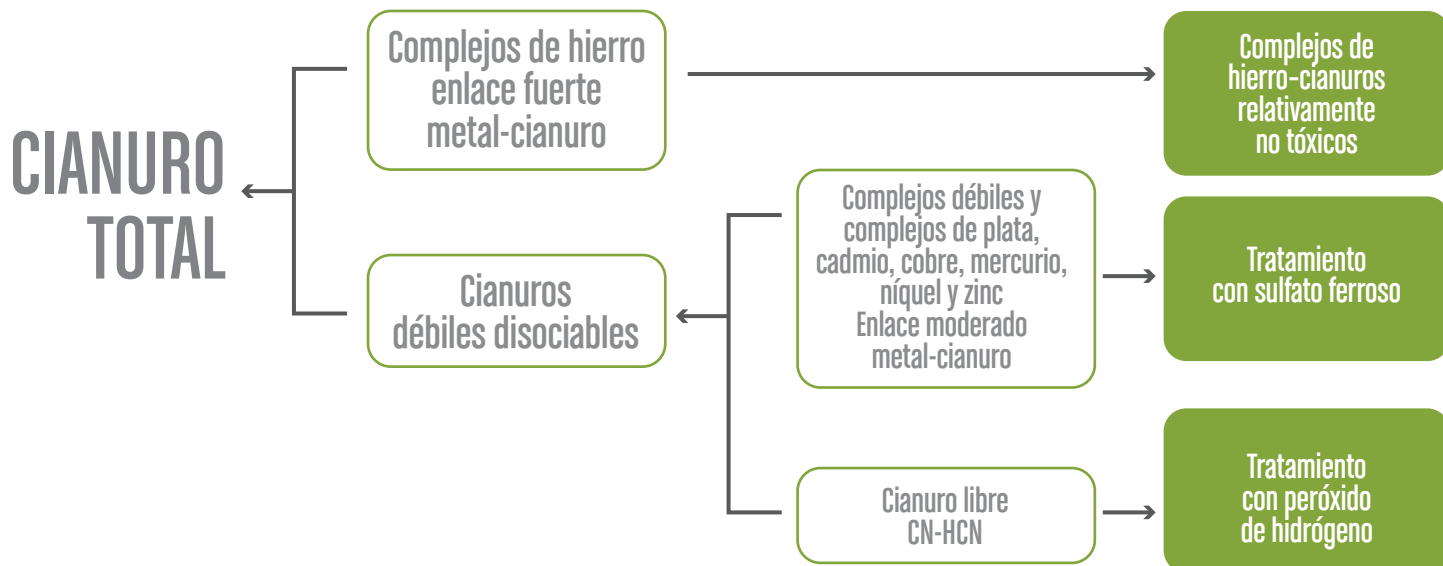 CIANURO
TOTAL
Complejos de hierro
enlace fuerte
metal-cianuro
Complejos de
hierro-cianuros
relativamente
no tóxicos
Cianuros
débiles disociables
Complejos débiles y
complejos de plata,
cadmio, cobre, mercurio,
níquel y zinc
Enlace moderado
metal-cianuro
Tratamiento
con sulfato ferroso
Cianuro libre
CN-HCN
Tratamiento
con peróxido
de hidrógeno